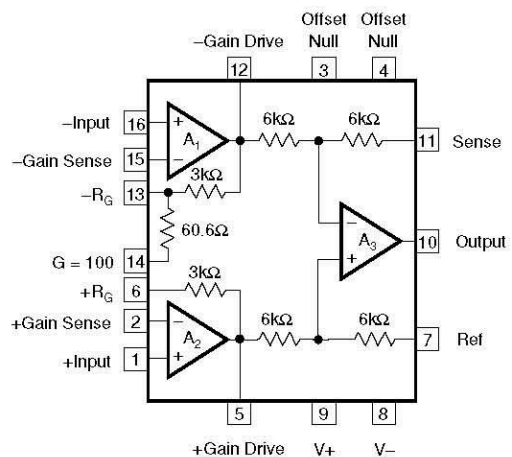 Offset Offset
−Gain Drive Null Null
12 3 4
6kΩ 6kΩ
−Input 16 + A1 11 Sense
−Gain Sense 15 −
3kΩ
−RG 13
60.6Ω − A3 10 Output
G = 100 14 +
3kΩ
+RG 6
+Gain Sense 2 − 6kΩ 6kΩ
A2 7 Ref
+Input 1 +
5 9 8
+Gain Drive V+ V−